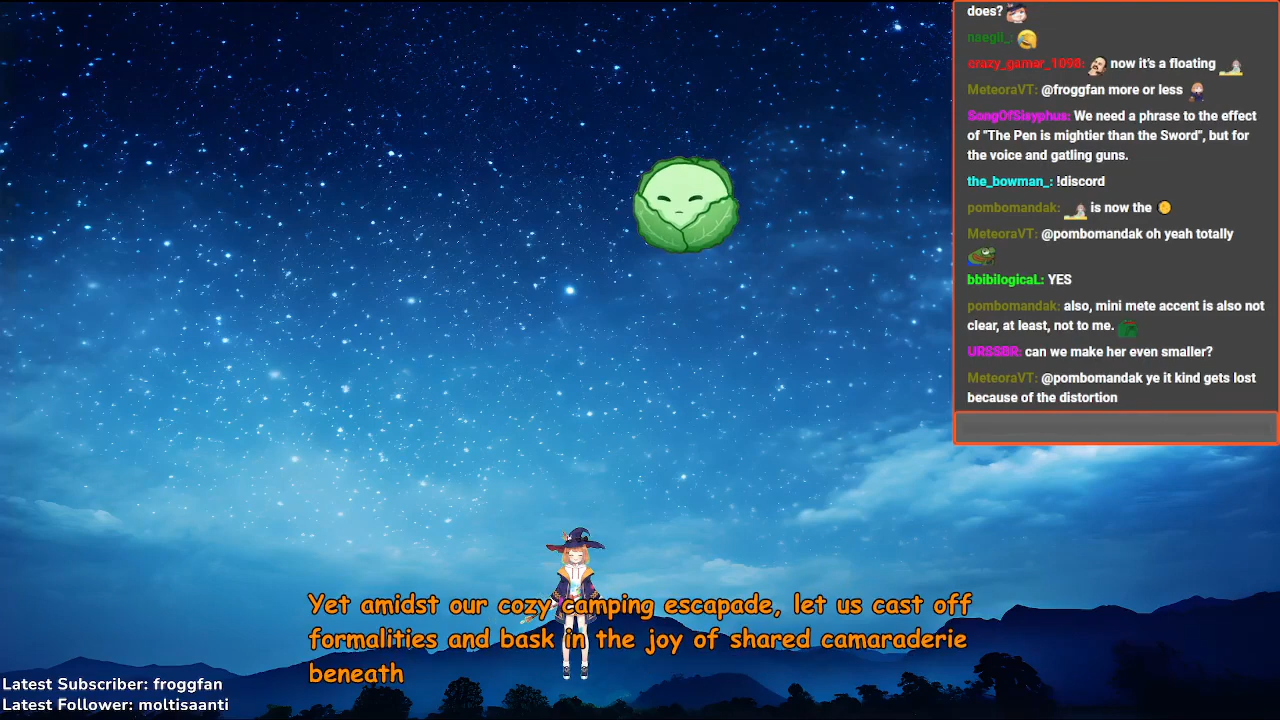 does?
naegii_:
crazy_gamer_1098: now it's a floating
MeteoraVT: @froggfan more or less
SongOfSisyphus: We need a phrase to the effect
of "The Pen is mightier than the Sword", but for
the voice and gatling guns.
the_bowman_: !discord
pombomandak: is now the
MeteoraVT: @pombomandak oh yeah totally
bbibilogicaL: YES
pombomandak: also, mini mete accent is also not
clear, at least, not to me.
URSSBR: can we make her even smaller?
MeteoraVT: @pombomandak ye it kind gets lost
because of the distortion
Yet amidst our cozy camping escapade, let us cast off
formalities and bask in the joy of shared camaraderie
beneath
Latest Subscriber: froggfan
Latest Follower: moltisaanti